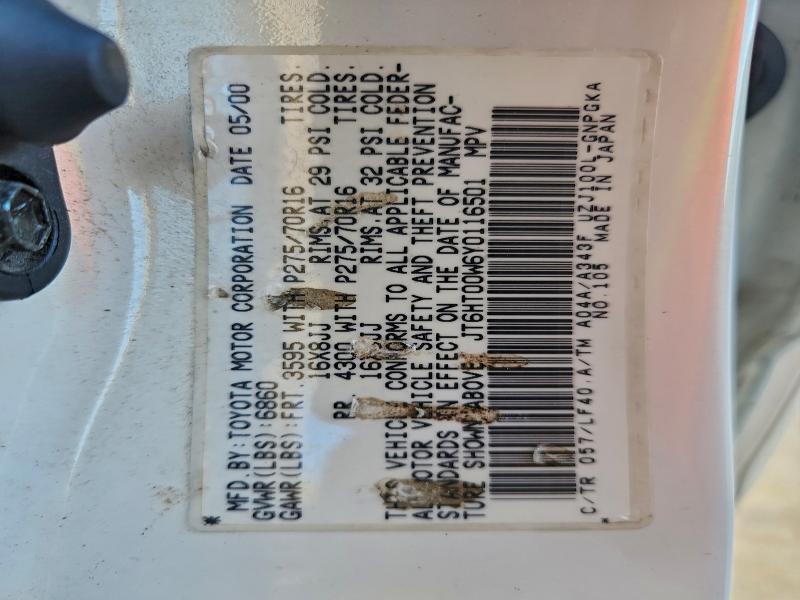 MFD.BY:TOYOTA MOTOR CORPORATION DATE 05/00
GVWR(LBS):6860
GAWR(LBS):FRT.3595 WITH P275/70R16 TIRES.
16X8JJ RIMS,AT 29 PSI COLD.
RR 4300 WITH P275/70R16 TIRES.
16 JJ RIMS,AT 32 PSI COLD.
VEHIC CONFORMS TO ALL APPLICABLE FEDER-
AL MOTOR VEHICLE SAFETY AND THEFT PREVENTION
STANDARDS IN EFFECT ON THE DATE OF MANUFAC-
TURE SHOWN ABOVE. JT6HT00W6Y0116501 MPV
C/TR 057/LF40,A/TM A04A/A343F UZJ100L-GNPGKA
NO.105 MADE IN JAPAN